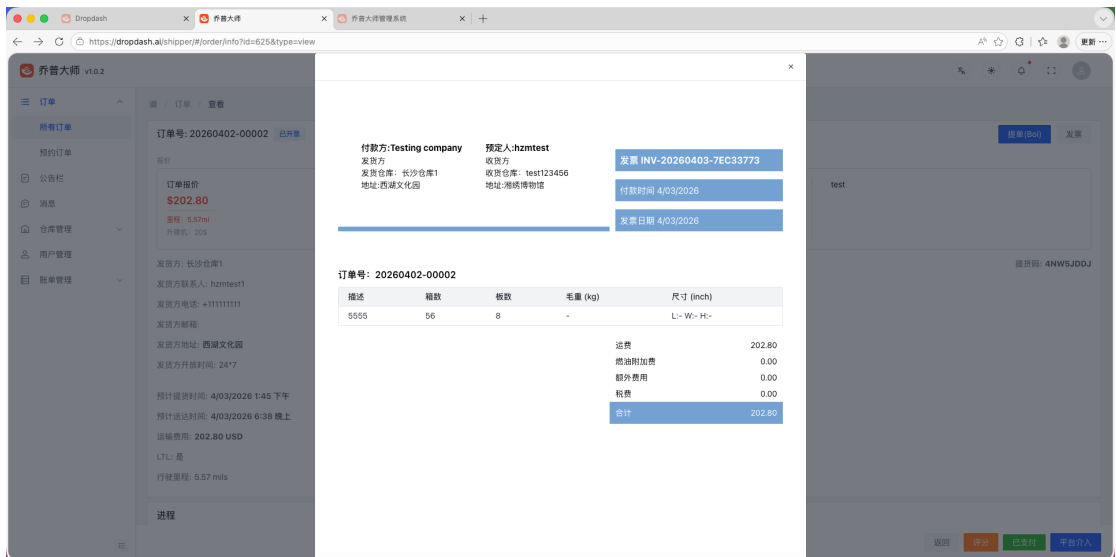 Dropdash
乔普大师
乔普大师管理系统
https://dropdash.ai/shipper/#/order/info?id=625&type=view
更新
乔普大师 v1.0.2
订单
所有订单
预约订单
公告栏
消息
仓库管理
用户管理
账单管理
订单 / 查看
订单号: 20260402-00002 已开票
提单(Bol)
发票
报价
订单报价
$202.80
里程: 5.57mi
升降机: 209
test
发货方: 长沙仓库1
提货码: 4NW5JDDJ
发货方联系人: hzmtest1
发货方电话: +111111111
发货方邮箱:
发货方地址: 西湖文化园
发货方开放时间: 24*7
预计提货时间: 4/03/2026 1:45 下午
预计送达时间: 4/03/2026 6:38 晚上
运输费用: 202.80 USD
LTL: 是
行驶里程: 5.57 mils
进程
付款方:Testing company
发货方
发货仓库: 长沙仓库1
地址:西湖文化园
预定人:hzmtest
收货方
收货仓库: test123456
地址:湘绣博物馆
发票 INV-20260403-7EC33773
付款时间 4/03/2026
发票日期 4/03/2026
订单号: 20260402-00002
描述 箱数 板数 毛重 (kg) 尺寸 (inch)
5555 56 8 - L:- W:- H:-
运费 202.80
燃油附加费 0.00
额外费用 0.00
税费 0.00
合计 202.80
返回
评分
已支付
平台介入